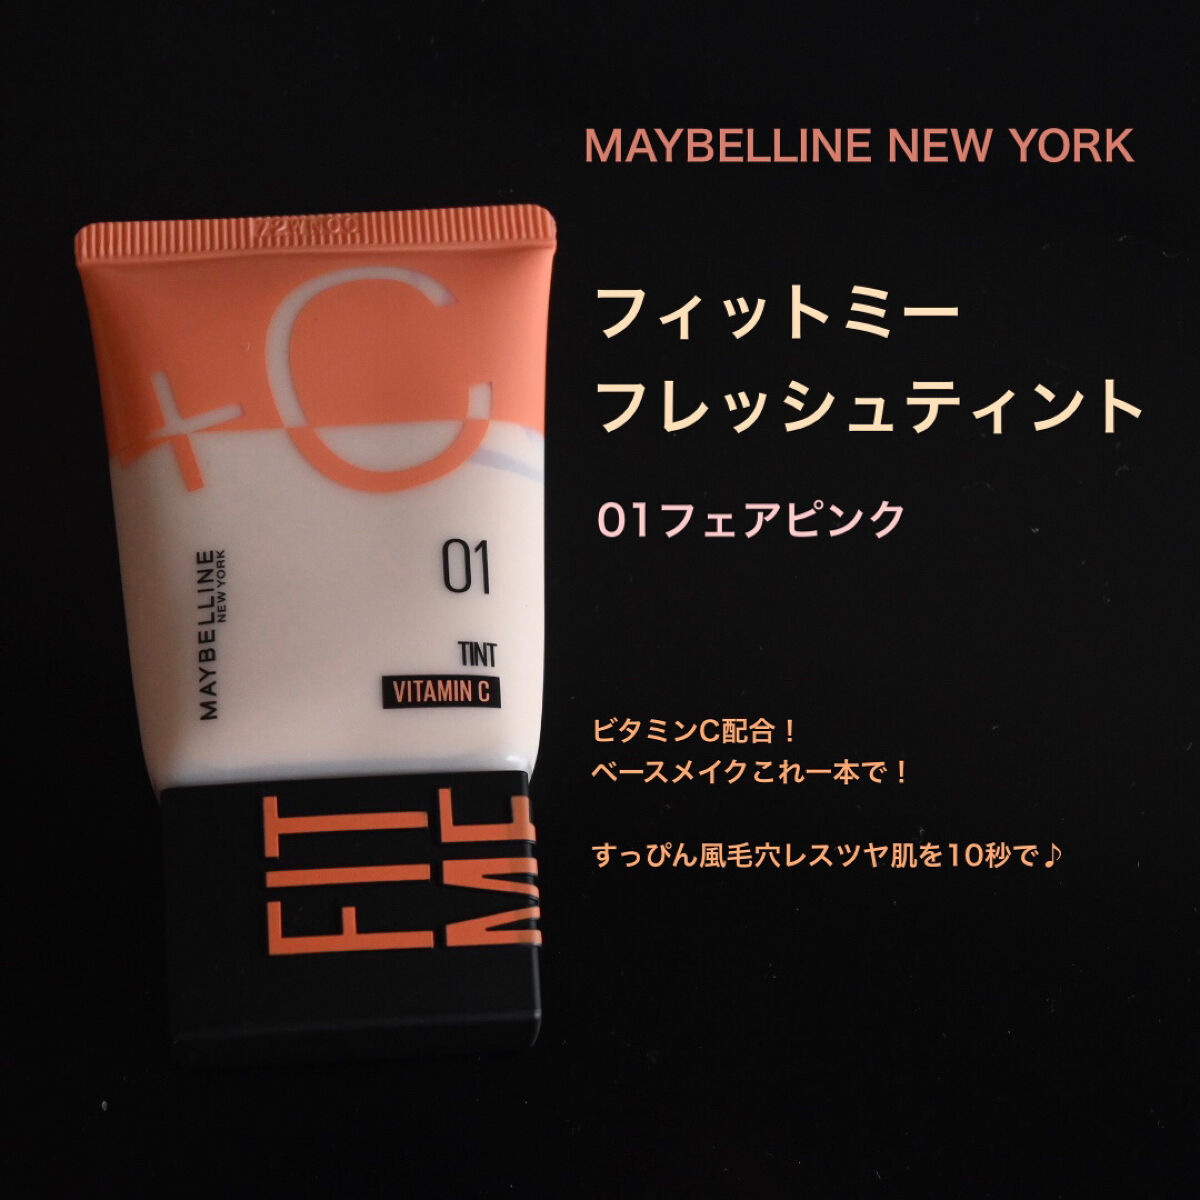 MAYBELLINE NEW YORK
フィットミー
フレッシュティント
01フェアピンク
ビタミンC配合！
ベースメイクこれ一本で！
すっぴん風毛穴レスツヤ肌を10秒で♪
+C
01
TINT
VITAMIN C
MAYBELLINE
NEW YORK
FIT
ME